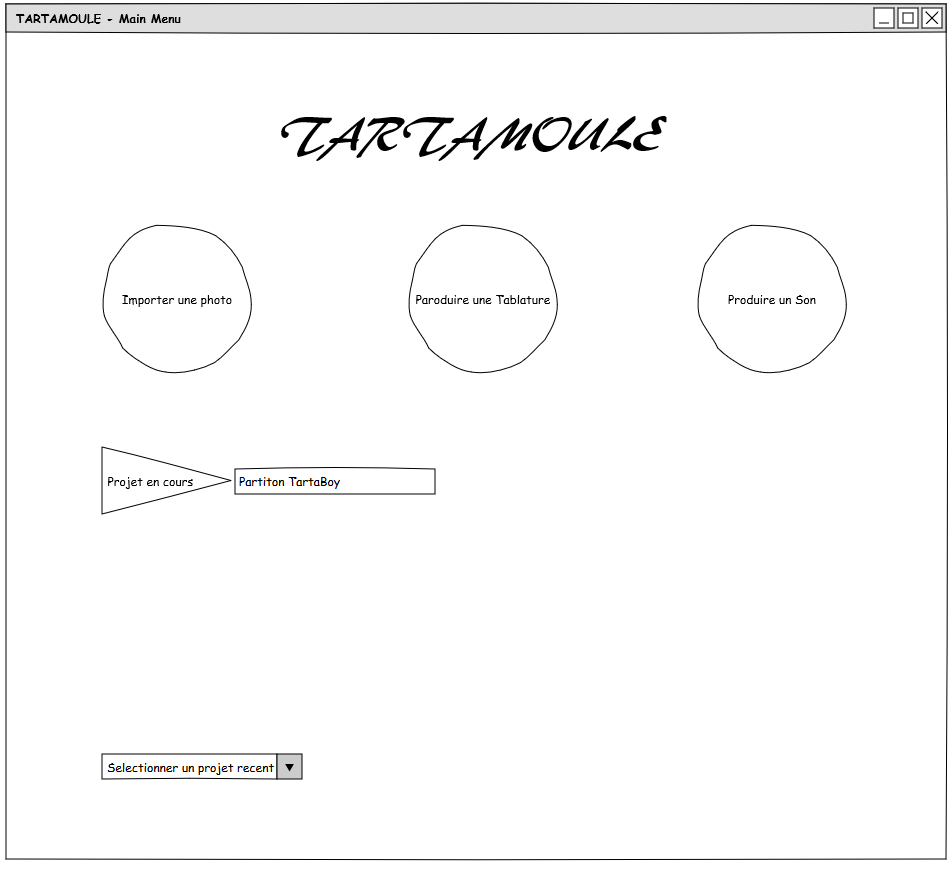 TARTAMOULE - Main Menu
TARTAMOULE
Importer une photo
Paroduire une Tablature
Produire un Son
Projet en cours
Partiton TartaBoy
Selectionner un projet recent